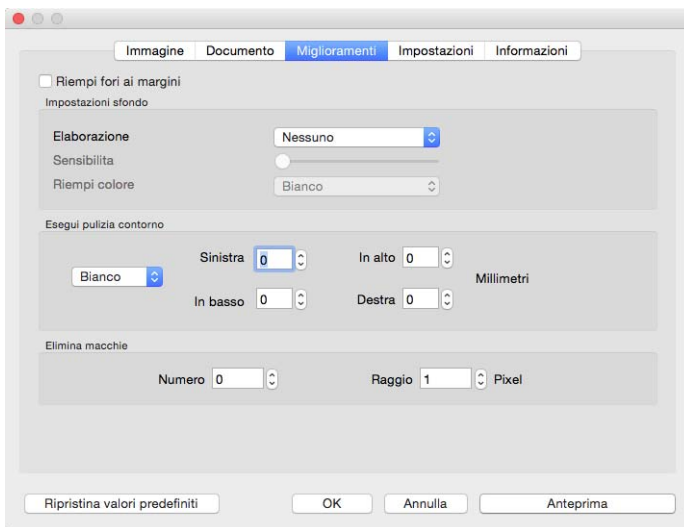 Immagine Documento Miglioramenti Impostazioni Informazioni
Riempi fori ai margini
Impostazioni sfondo
Elaborazione Nessuno
Sensibilita
Riempi colore Bianco
Esegui pulizia contorno
Sinistra 0 In alto 0
Bianco Millimetri
In basso 0 Destra 0
Elimina macchie
Numero 0 Raggio 1 Pixel
Ripristina valori predefiniti OK Annulla Anteprima